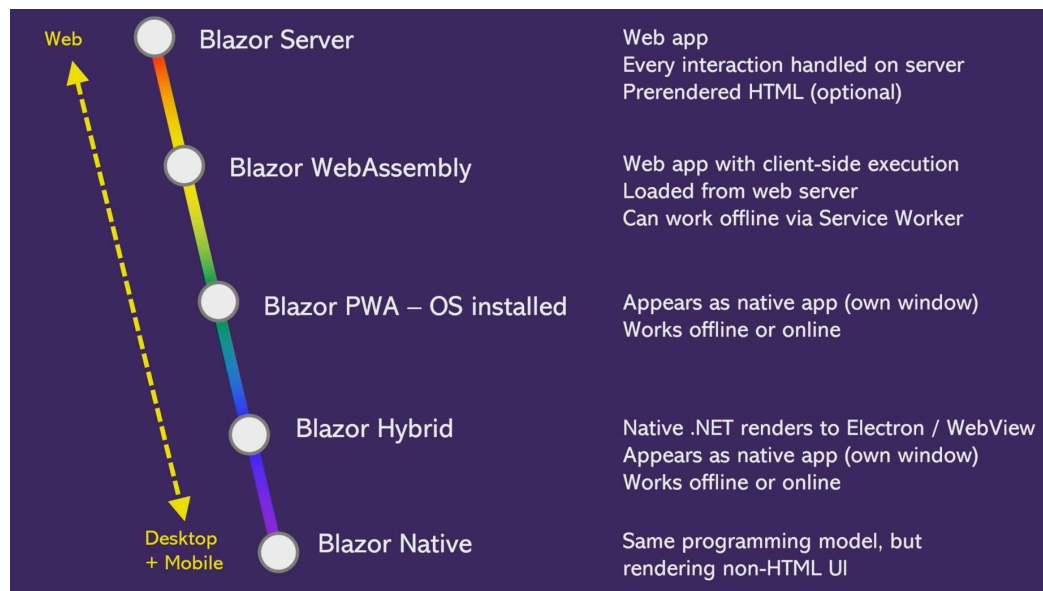 Web
Blazor Server
Web app
Every interaction handled on server
Prerendered HTML (optional)
Blazor WebAssembly
Web app with client-side execution
Loaded from web server
Can work offline via Service Worker
Blazor PWA – OS installed
Appears as native app (own window)
Works offline or online
Blazor Hybrid
Native .NET renders to Electron / WebView
Appears as native app (own window)
Works offline or online
Desktop
+ Mobile
Blazor Native
Same programming model, but
rendering non-HTML UI